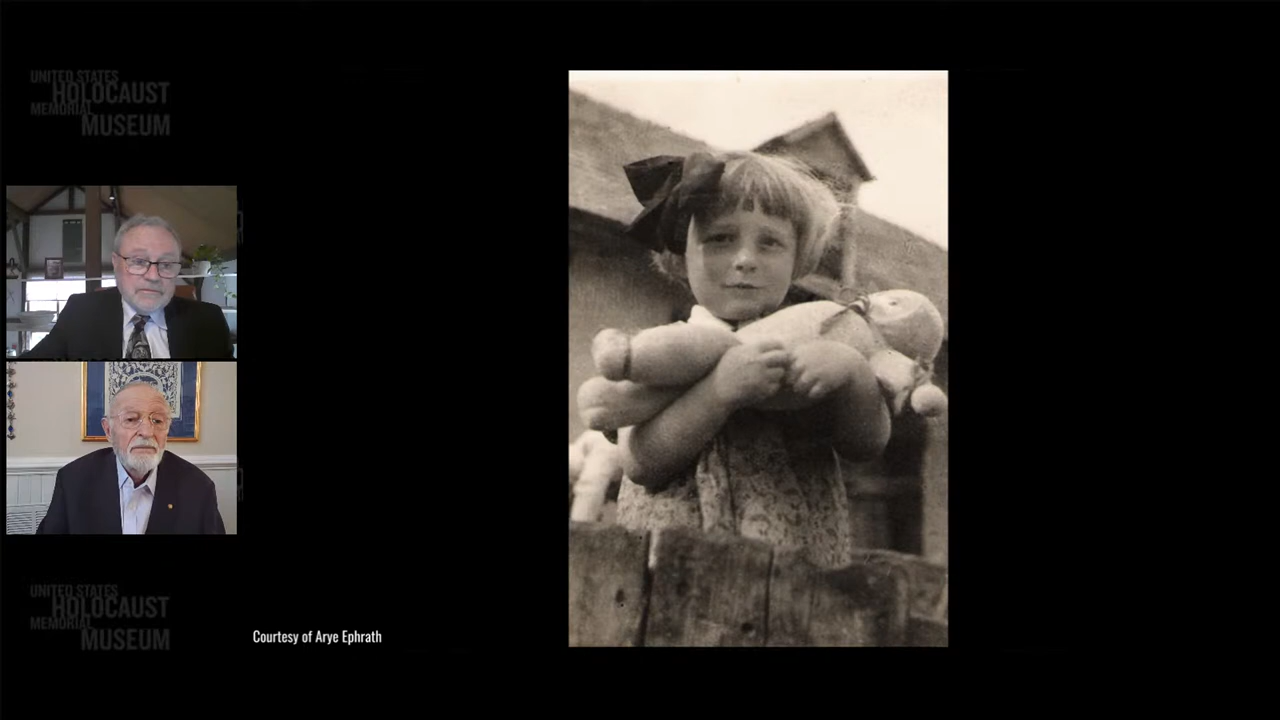 UNITED STATES
HOLOCAUST
MEMORIAL
MUSEUM
UNITED STATES
HOLOCAUST
MEMORIAL
MUSEUM
Courtesy of Arye Ephrath